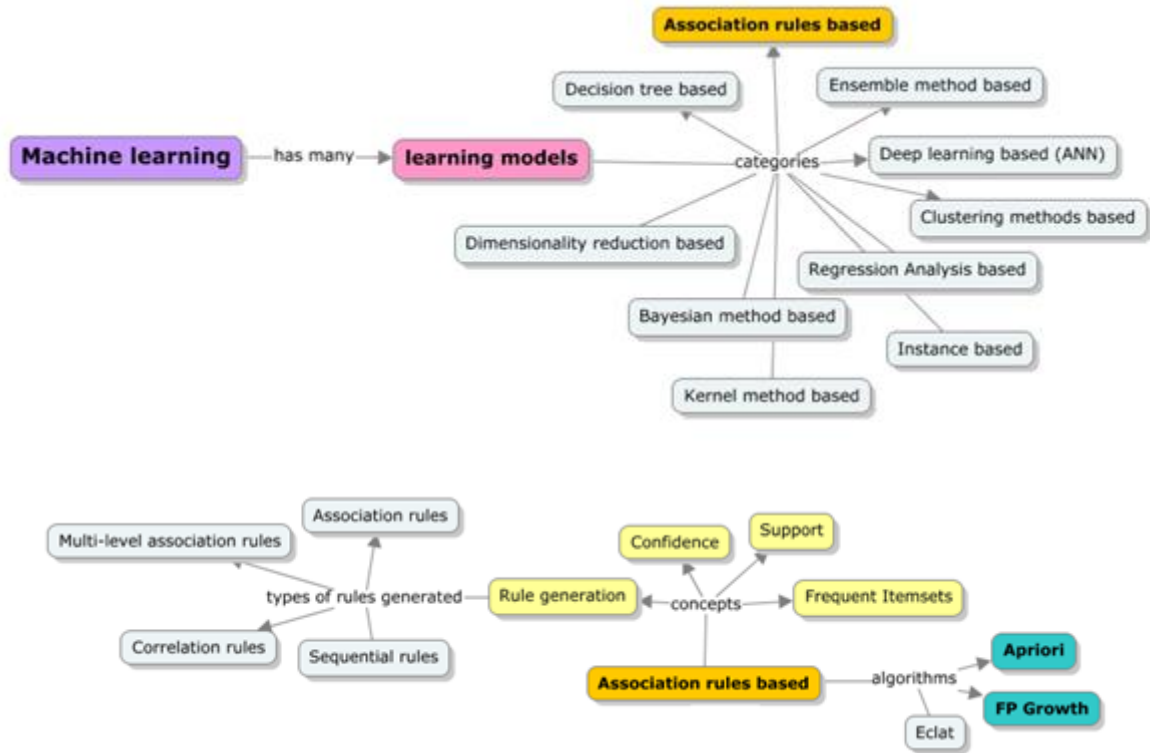 Association rules based
Decision tree based
Ensemble method based
Machine learning
has many
learning models
categories
Deep learning based (ANN)
Clustering methods based
Dimensionality reduction based
Regression Analysis based
Bayesian method based
Instance based
Kernel method based
Association rules
Multi-level association rules
Confidence
Support
types of rules generated
Rule generation
concepts
Frequent Itemsets
Correlation rules
Sequential rules
Association rules based
algorithms
Apriori
FP Growth
Eclat